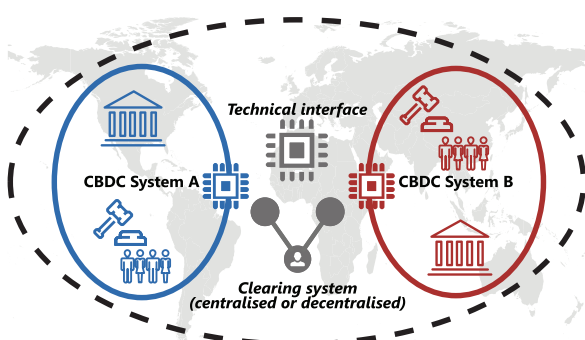 Technical interface
CBDC System A
CBDC System B
Clearing system
(centralised or decentralised)